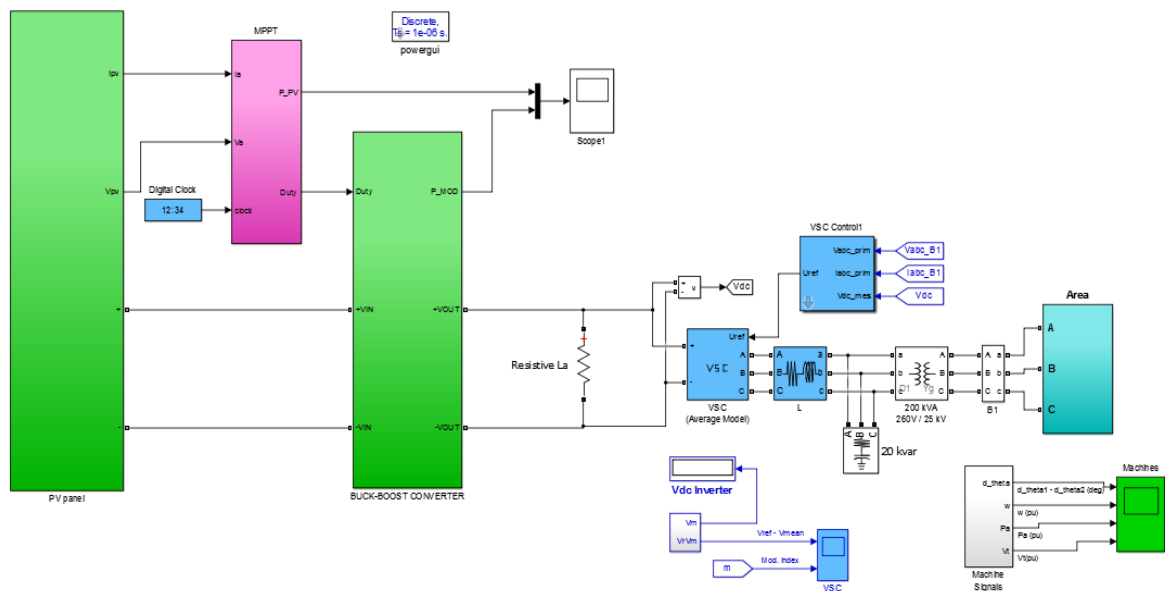 Discrete,
Ts = 1e-06 s.
powergui
MPPT
Ia
Va
clock
P_PV
Duty
Ipv
Vpv
+
-
PV panel
Digital Clock
12:34
Scope1
Duty
P_MOD
+VIN
-VIN
+VOUT
-VOUT
BUCK-BOOST CONVERTER
Resistive La
+
-
v
Vdc
VSC Control1
Vabc_prim
Iabc_prim
Vdc_mes
Uref
Vabc_B1
Iabc_B1
Vdc
Uref
+
-
VSC
A
B
C
VSC
(Average Model)
A
B
C
a
b
c
L
A B C
20 kvar
a
b
c
A
B
C
D1
Yg
200 kVA
260V / 25 kV
A
B
C
a
b
c
B1
Area
A
B
C
Vdc Inverter
Vm
VrVm
Vref - Vmean
m
Mod. Index
VSC
d_theta
w
Pa
Vt
Machine
Signals
d_theta1 - d_theta2 (deg)
w (pu)
Pa (pu)
Vt(pu)
Machines